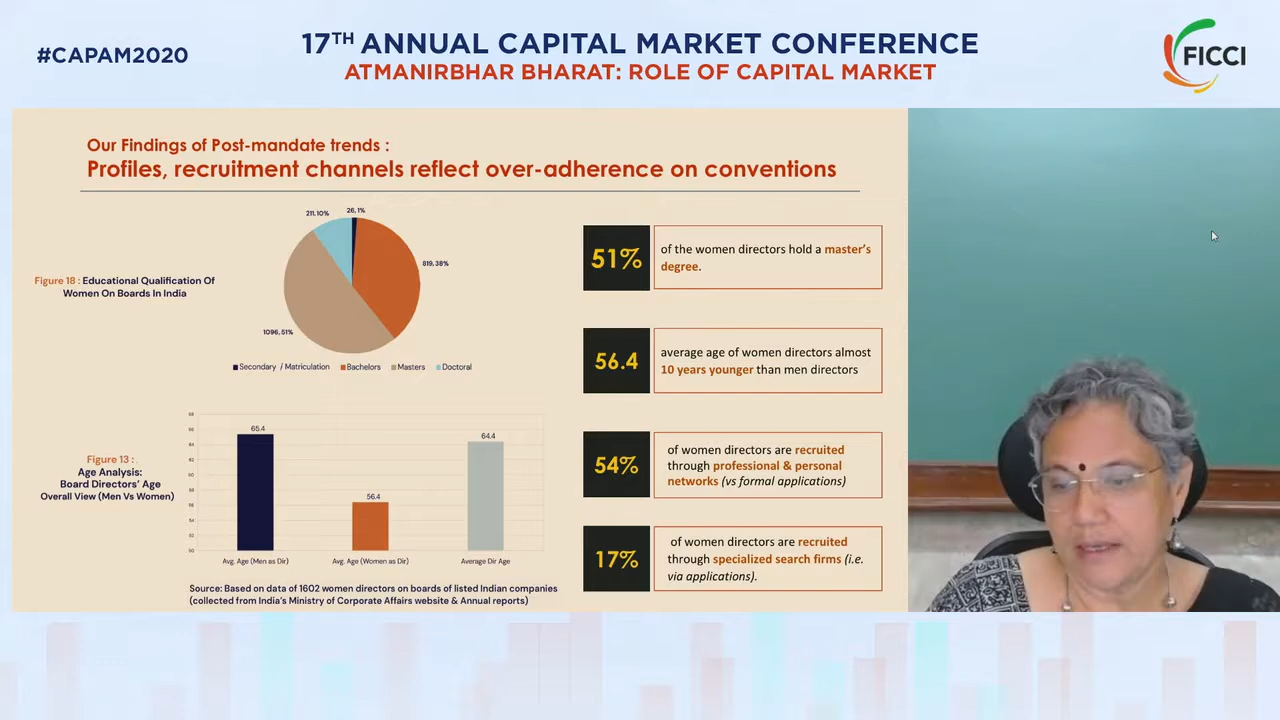 #CAPAM2020
17TH ANNUAL CAPITAL MARKET CONFERENCE
ATMANIRBHAR BHARAT: ROLE OF CAPITAL MARKET
FICCI
Our Findings of Post-mandate trends :
Profiles, recruitment channels reflect over-adherence on conventions
211, 10%
26, 1%
819, 38%
1096, 51%
Figure 18 : Educational Qualification Of
Women On Boards In India
Secondary / Matriculation
Bachelors
Masters
Doctoral
51%
of the women directors hold a master's
degree.
56.4
average age of women directors almost
10 years younger than men directors
54%
of women directors are recruited
through professional & personal
networks (vs formal applications)
17%
of women directors are recruited
through specialized search firms (i.e.
via applications).
Figure 13 :
Age Analysis:
Board Directors' Age
Overall View (Men Vs Women)
65.4
56.4
64.4
Avg. Age (Men as Dir)
Avg. Age (Women as Dir)
Average Dir Age
Source: Based on data of 1602 women directors on boards of listed Indian companies
(collected from India's Ministry of Corporate Affairs website & Annual reports)